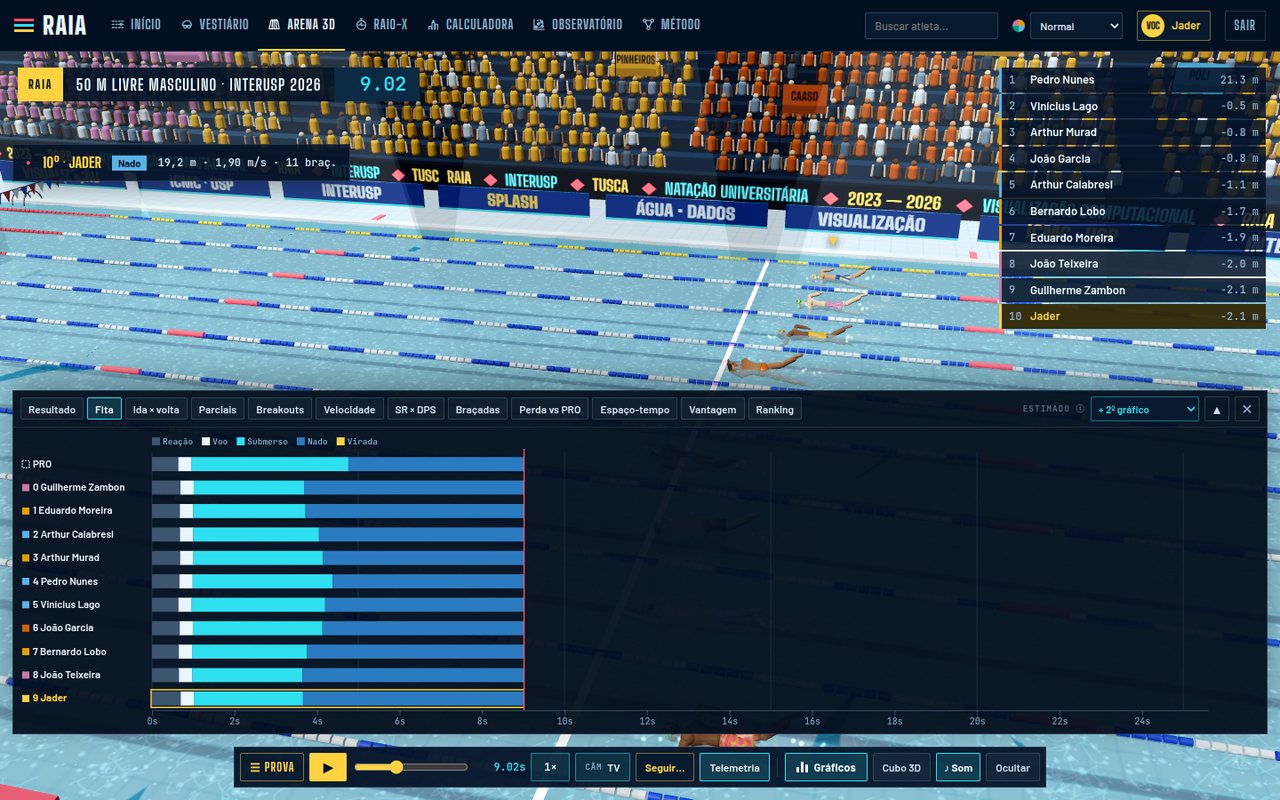 RAIA
INÍCIO
VESTIÁRIO
ARENA 3D
RAIO-X
CALCULADORA
OBSERVATÓRIO
MÉTODO
Buscar atleta...
Normal
VOC
Jader
SAIR
PINHEIROS
CAASO
POLI
RAIA
50 M LIVRE MASCULINO · INTERUSP 2026
9.02
10º · JADER
Nado
19,2 m · 1,90 m/s · 11 braç.
1 Pedro Nunes 21.3 m
2 Vinícius Lago -0.5 m
3 Arthur Murad -0.8 m
4 João Garcia -0.8 m
5 Arthur Calabresi -1.1 m
6 Bernardo Lobo -1.7 m
7 Eduardo Moreira -1.9 m
8 João Teixeira -2.0 m
9 Guilherme Zambon -2.1 m
10 Jader -2.1 m
ERUSP TUSC RAIA INTERUSP TUSCA NATAÇÃO UNIVERSITÁRIA 2023 — 2026
ICMC · USP
INTERUSP
SPLASH
ÁGUA · DADOS
VISUALIZAÇÃO
Resultado
Fita
Ida × volta
Parciais
Breakouts
Velocidade
SR × DPS
Braçadas
Perda vs PRO
Espaço-tempo
Vantagem
Ranking
ESTIMADO ⓘ
+ 2º gráfico
▲
✕
Reação Voo Submerso Nado Virada
PRO
0 Guilherme Zambon
1 Eduardo Moreira
2 Arthur Calabresi
3 Arthur Murad
4 Pedro Nunes
5 Vinícius Lago
6 João Garcia
7 Bernardo Lobo
8 João Teixeira
9 Jader
0s 2s 4s 6s 8s 10s 12s 14s 16s 18s 20s 22s 24s
☰ PROVA
▶
9.02s
1×
CÂM TV
Seguir...
Telemetria
Gráficos
Cubo 3D
♪ Som
Ocultar